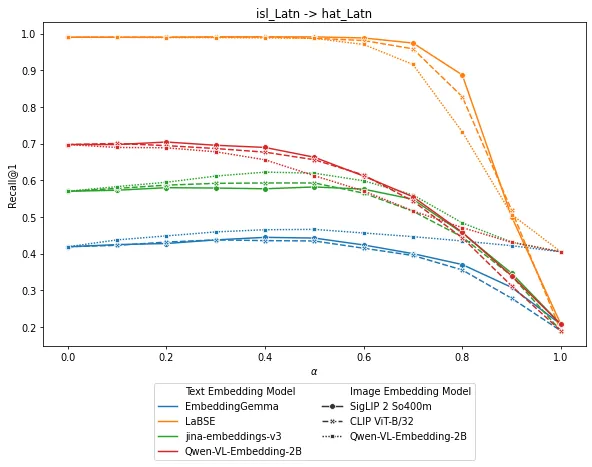 isl_Latn -> hat_Latn
Recall@1
1.0
0.9
0.8
0.7
0.6
0.5
0.4
0.3
0.2
0.0 0.2 0.4 0.6 0.8 1.0
α
Text Embedding Model
EmbeddingGemma
LaBSE
jina-embeddings-v3
Qwen-VL-Embedding-2B
Image Embedding Model
SigLIP 2 So400m
CLIP ViT-B/32
Qwen-VL-Embedding-2B